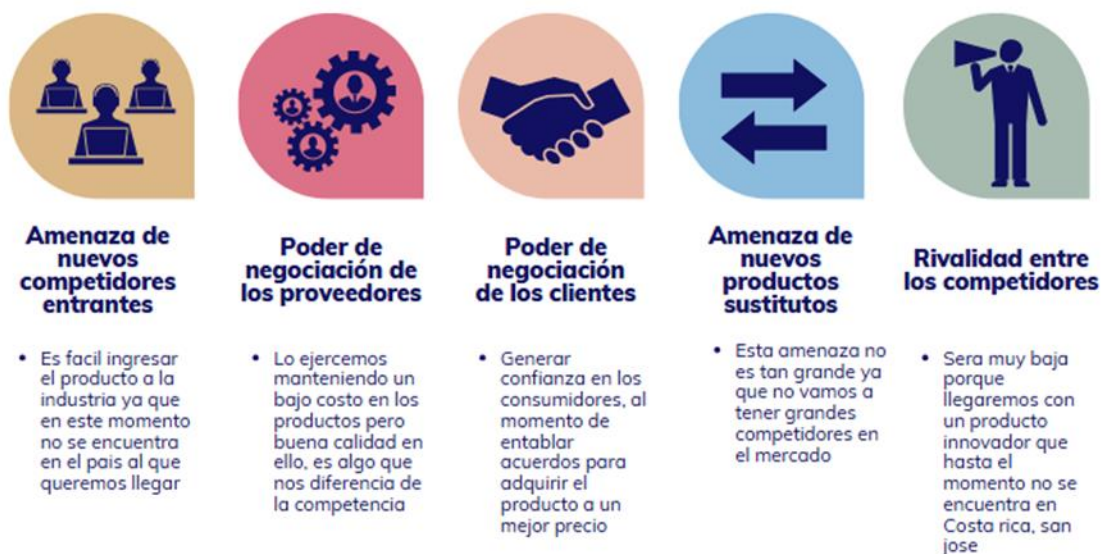 Amenaza de
nuevos
competidores
entrantes
• Es facil ingresar
el producto a la
industria ya que
en este momento
no se encuentra
en el pais al que
queremos llegar
Poder de
negociación de
los proveedores
• Lo ejercemos
manteniendo un
bajo costo en los
productos pero
buena calidad en
ello, es algo que
nos diferencia de
la competencia
Poder de
negociación
de los clientes
• Generar
confianza en los
consumidores, al
momento de
entablar
acuerdos para
adquirir el
producto a un
mejor precio
Amenaza de
nuevos
productos
sustitutos
• Esta amenaza no
es tan grande ya
que no vamos a
tener grandes
competidores en
el mercado
Rivalidad entre
los competidores
• Sera muy baja
porque
llegaremos con
un producto
innovador que
hasta el
momento no se
encuentra en
Costa rica, san
jose